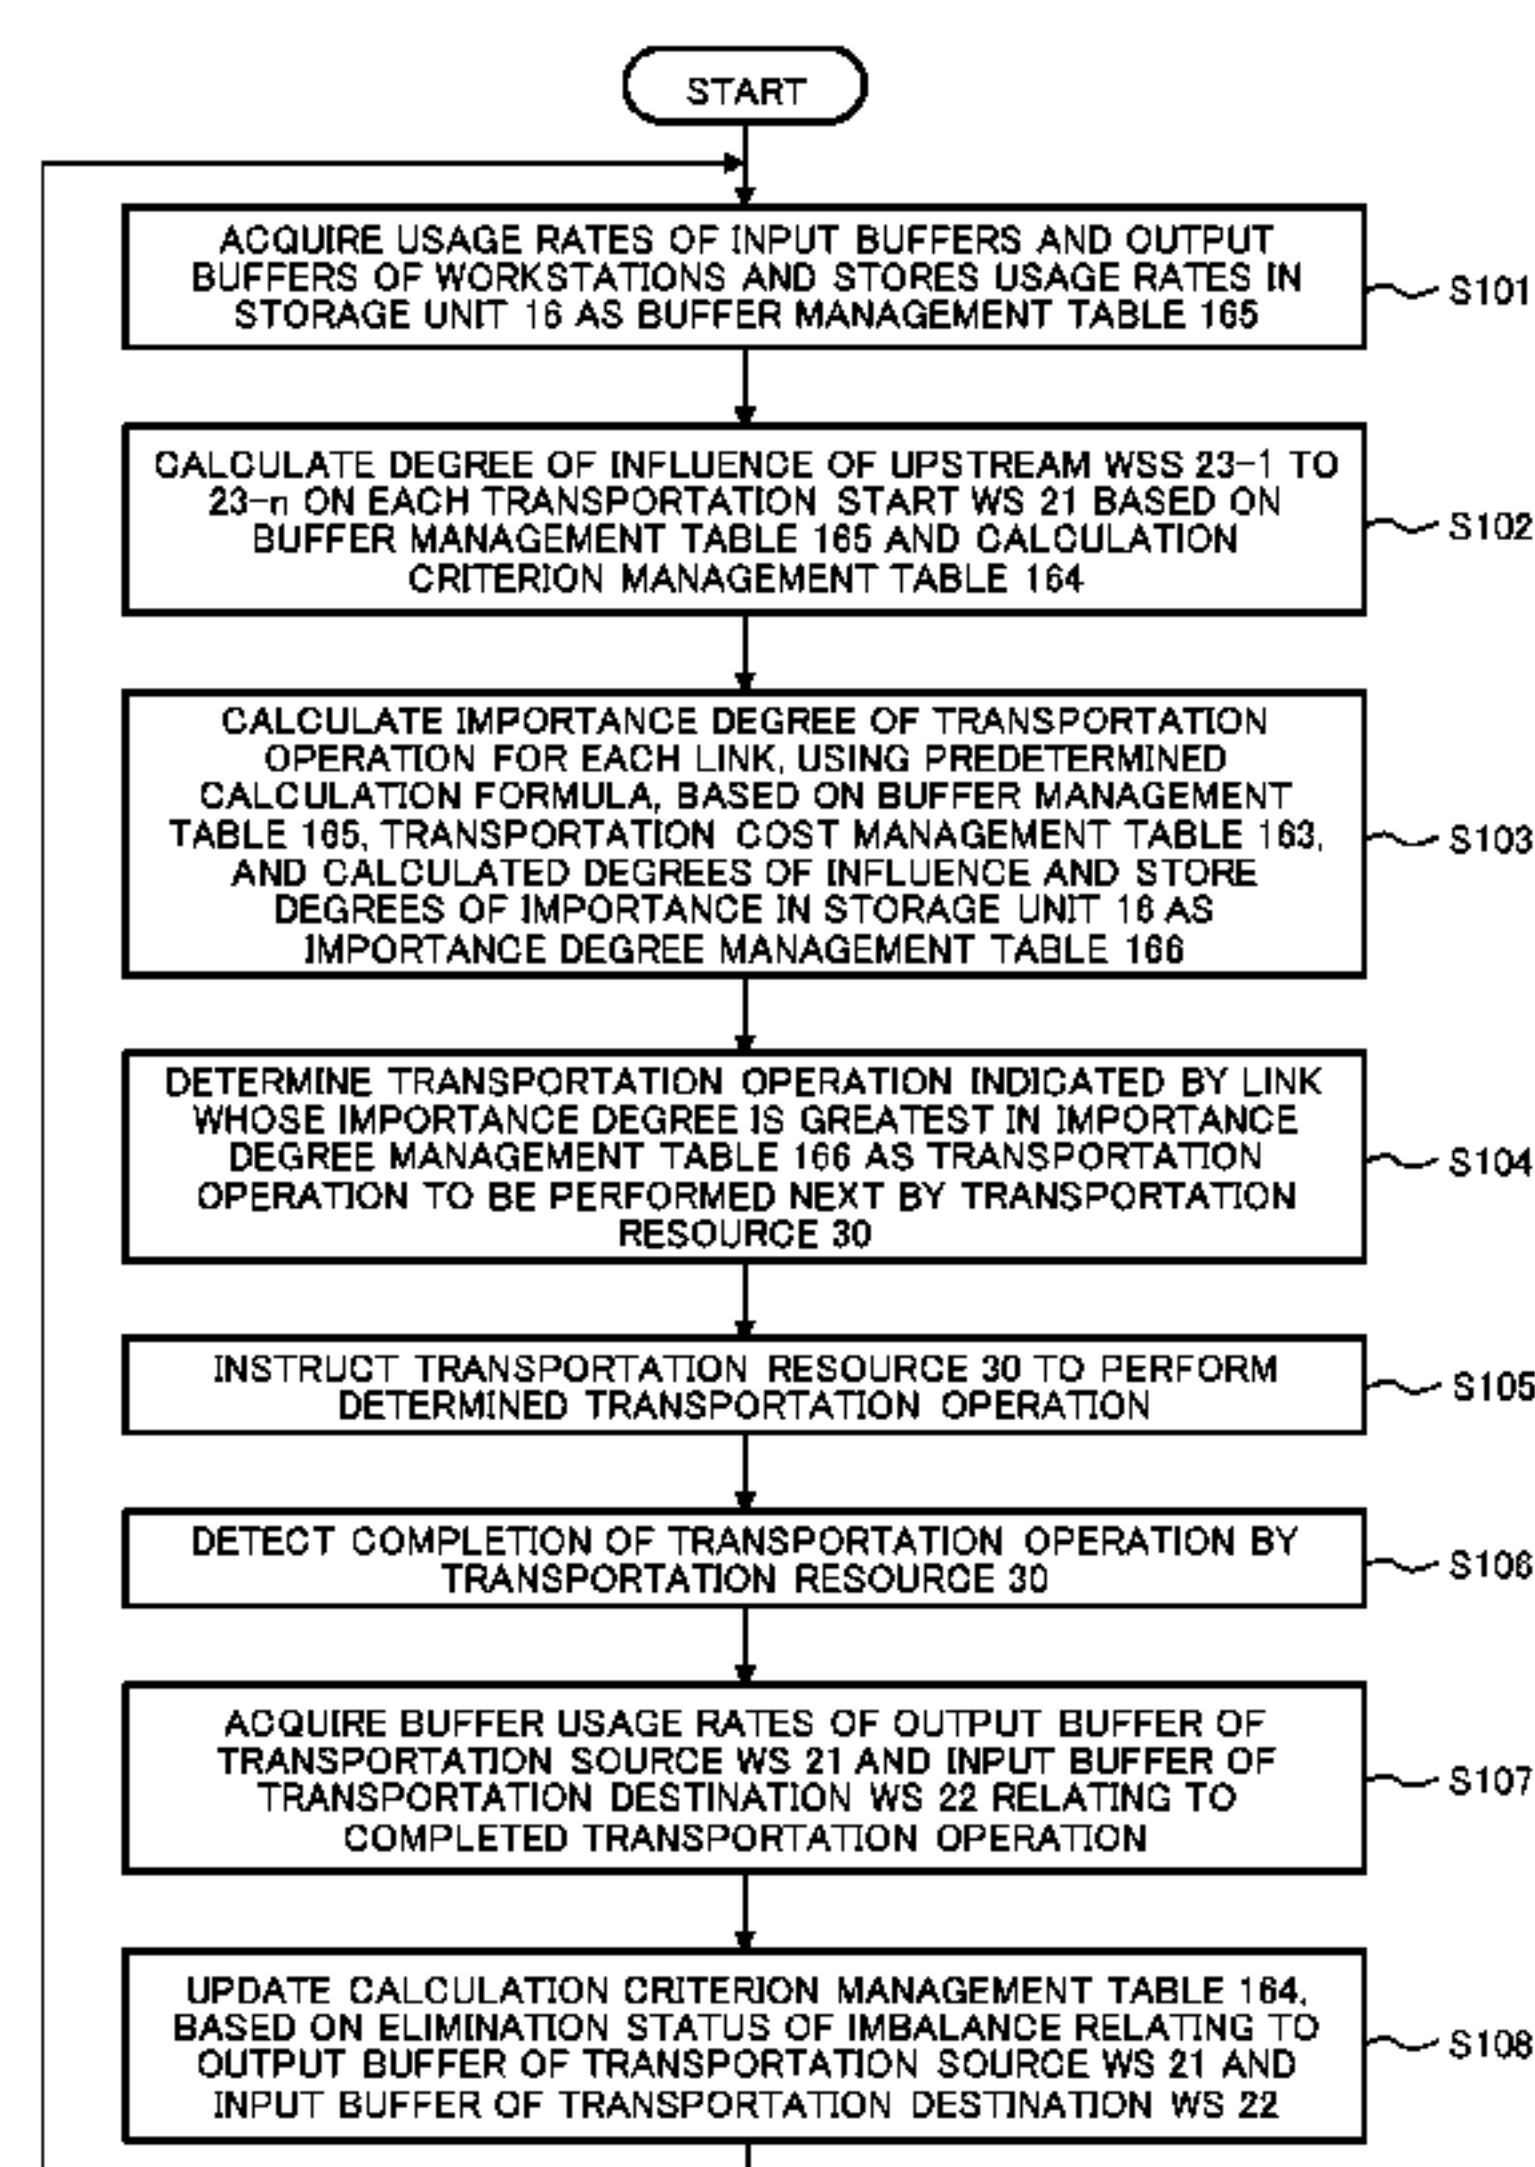 START
ACQUIRE USAGE RATES OF INPUT BUFFERS AND OUTPUT
BUFFERS OF WORKSTATIONS AND STORES USAGE RATES IN
STORAGE UNIT 16 AS BUFFER MANAGEMENT TABLE 165
S101
CALCULATE DEGREE OF INFLUENCE OF UPSTREAM WSS 23-1 TO
23-n ON EACH TRANSPORTATION START WS 21 BASED ON
BUFFER MANAGEMENT TABLE 165 AND CALCULATION
CRITERION MANAGEMENT TABLE 164
S102
CALCULATE IMPORTANCE DEGREE OF TRANSPORTATION
OPERATION FOR EACH LINK, USING PREDETERMINED
CALCULATION FORMULA, BASED ON BUFFER MANAGEMENT
TABLE 165, TRANSPORTATION COST MANAGEMENT TABLE 163,
AND CALCULATED DEGREES OF INFLUENCE AND STORE
DEGREES OF IMPORTANCE IN STORAGE UNIT 16 AS
IMPORTANCE DEGREE MANAGEMENT TABLE 166
S103
DETERMINE TRANSPORTATION OPERATION INDICATED BY LINK
WHOSE IMPORTANCE DEGREE IS GREATEST IN IMPORTANCE
DEGREE MANAGEMENT TABLE 166 AS TRANSPORTATION
OPERATION TO BE PERFORMED NEXT BY TRANSPORTATION
RESOURCE 30
S104
INSTRUCT TRANSPORTATION RESOURCE 30 TO PERFORM
DETERMINED TRANSPORTATION OPERATION
S105
DETECT COMPLETION OF TRANSPORTATION OPERATION BY
TRANSPORTATION RESOURCE 30
S106
ACQUIRE BUFFER USAGE RATES OF OUTPUT BUFFER OF
TRANSPORTATION SOURCE WS 21 AND INPUT BUFFER OF
TRANSPORTATION DESTINATION WS 22 RELATING TO
COMPLETED TRANSPORTATION OPERATION
S107
UPDATE CALCULATION CRITERION MANAGEMENT TABLE 164,
BASED ON ELIMINATION STATUS OF IMBALANCE RELATING TO
OUTPUT BUFFER OF TRANSPORTATION SOURCE WS 21 AND
INPUT BUFFER OF TRANSPORTATION DESTINATION WS 22
S108